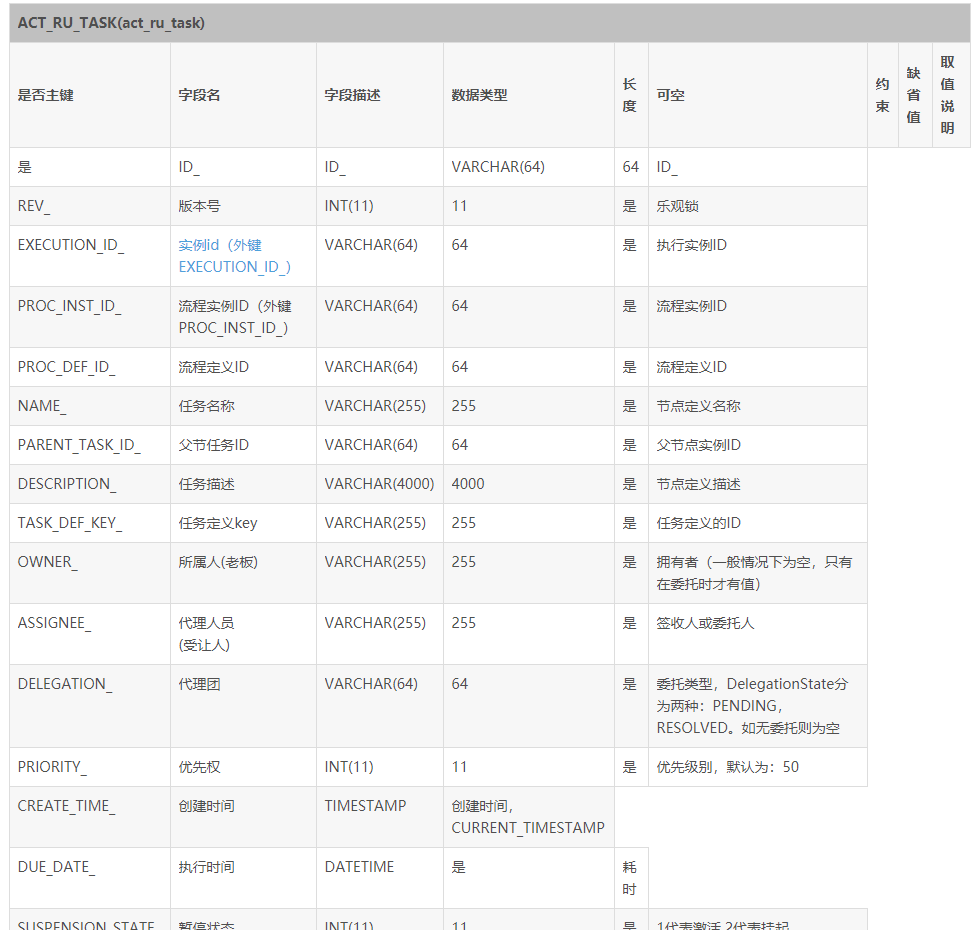 ACT_RU_TASK(act_ru_task)
是否主键 字段名 字段描述 数据类型 长度 可空 约束 缺省值 取值说明
是 ID_ ID_ VARCHAR(64) 64 ID_
REV_ 版本号 INT(11) 11 是 乐观锁
EXECUTION_ID_ 实例id（外键 VARCHAR(64) 64 是 执行实例ID
EXECUTION_ID_）
PROC_INST_ID_ 流程实例ID（外键 VARCHAR(64) 64 是 流程实例ID
PROC_INST_ID_）
PROC_DEF_ID_ 流程定义ID VARCHAR(64) 64 是 流程定义ID
NAME_ 任务名称 VARCHAR(255) 255 是 节点定义名称
PARENT_TASK_ID_ 父节任务ID VARCHAR(64) 64 是 父节点实例ID
DESCRIPTION_ 任务描述 VARCHAR(4000) 4000 是 节点定义描述
TASK_DEF_KEY_ 任务定义key VARCHAR(255) 255 是 任务定义的ID
OWNER_ 所属人(老板) VARCHAR(255) 255 是 拥有者（一般情况下为空，只有
在委托时才有值）
ASSIGNEE_ 代理人员 VARCHAR(255) 255 是 签收人或委托人
(受让人)
DELEGATION_ 代理团 VARCHAR(64) 64 是 委托类型，DelegationState分
为两种：PENDING，
RESOLVED。如无委托则为空
PRIORITY_ 优先权 INT(11) 11 是 优先级别，默认为：50
CREATE_TIME_ 创建时间 TIMESTAMP 创建时间，
CURRENT_TIMESTAMP
DUE_DATE_ 执行时间 DATETIME 是 耗时
SUSPENSION_STATE_ 暂停状态 INT(11) 11 是 1代表激活 2代表挂起